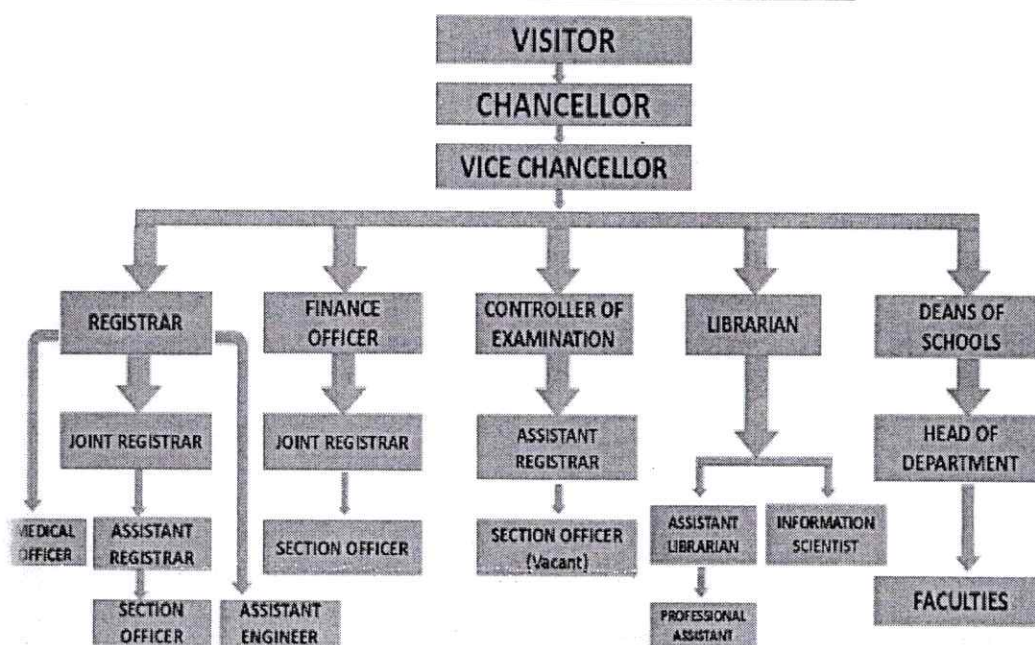 VISITOR
CHANCELLOR
VICE CHANCELLOR
REGISTRAR
FINANCE
OFFICER
CONTROLLER OF
EXAMINATION
LIBRARIAN
DEANS OF
SCHOOLS
JOINT REGISTRAR
JOINT REGISTRAR
ASSISTANT
REGISTRAR
HEAD OF
DEPARTMENT
MEDICAL
OFFICER
ASSISTANT
REGISTRAR
SECTION OFFICER
SECTION OFFICER
(Vacant)
ASSISTANT
LIBRARIAN
INFORMATION
SCIENTIST
FACULTIES
SECTION
OFFICER
ASSISTANT
ENGINEER
PROFESSIONAL
ASSISTANT